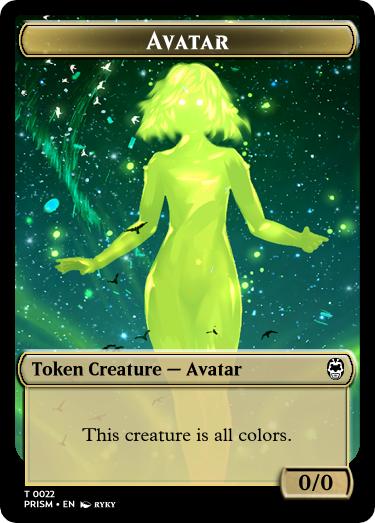 Avatar
Token Creature — Avatar
This creature is all colors.
0/0
T 0022
PRISM • EN RYKY